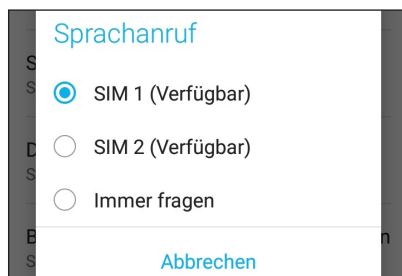 Sprachanruf
SIM 1 (Verfügbar)
SIM 2 (Verfügbar)
Immer fragen
Abbrechen